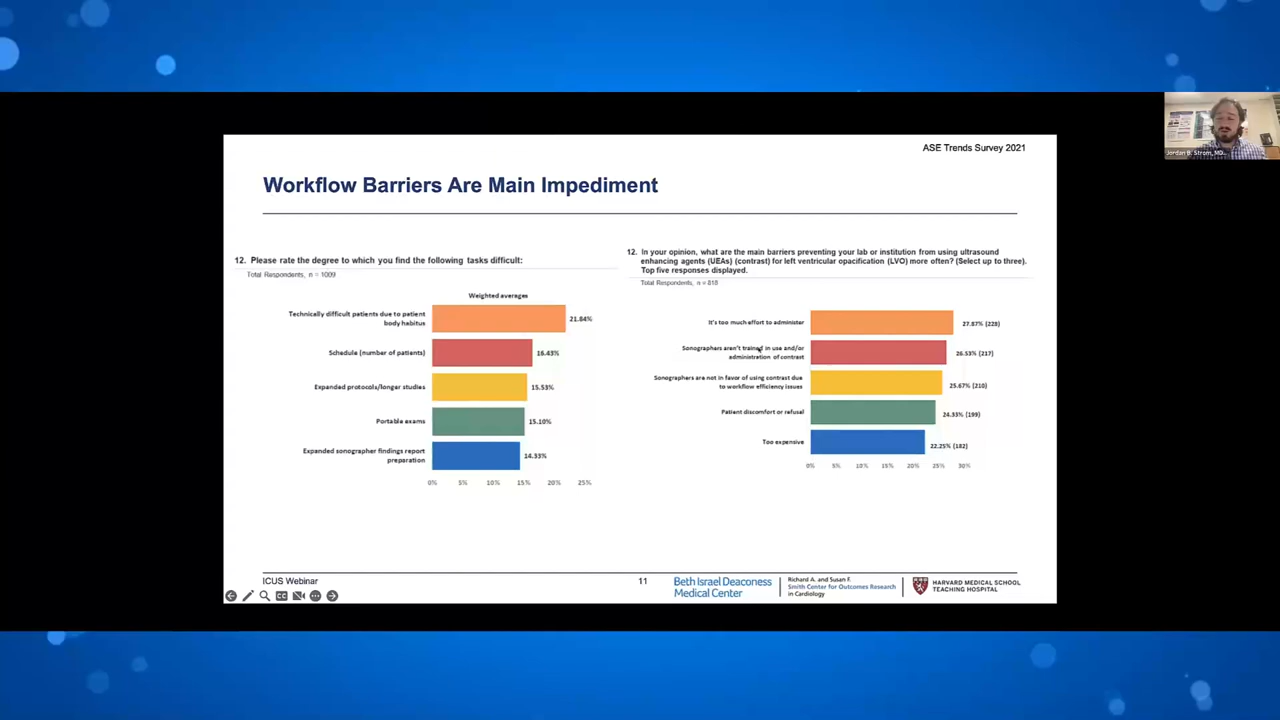 ASE Trends Survey 2021
Workflow Barriers Are Main Impediment
12. Please rate the degree to which you find the following tasks difficult:
Total Respondents, n = 1009
Weighted averages
Technically difficult patients due to patient
body habitus
21.84%
Schedule (number of patients)
16.43%
Expanded protocols/longer studies
15.53%
Portable exams
15.10%
Expanded sonographer findings report
preparation
14.33%
0% 5% 10% 15% 20% 25%
12. In your opinion, what are the main barriers preventing your lab or institution from using ultrasound
enhancing agents (UEAs) (contrast) for left ventricular opacification (LVO) more often? (Select up to three).
Top five responses displayed.
Total Respondents, n = 818
It's too much effort to administer
27.87% (228)
Sonographers aren't trained in use and/or
administration of contrast
26.53% (217)
Sonographers are not in favor of using contrast due
to workflow efficiency issues
25.67% (210)
Patient discomfort or refusal
24.33% (199)
Too expensive
22.25% (182)
0% 5% 10% 15% 20% 25% 30%
ICUS Webinar
11
Beth Israel Deaconess
Medical Center
Richard A. and Susan F.
Smith Center for Outcomes Research
in Cardiology
HARVARD MEDICAL SCHOOL
TEACHING HOSPITAL
Jordan B. Strom, MD...